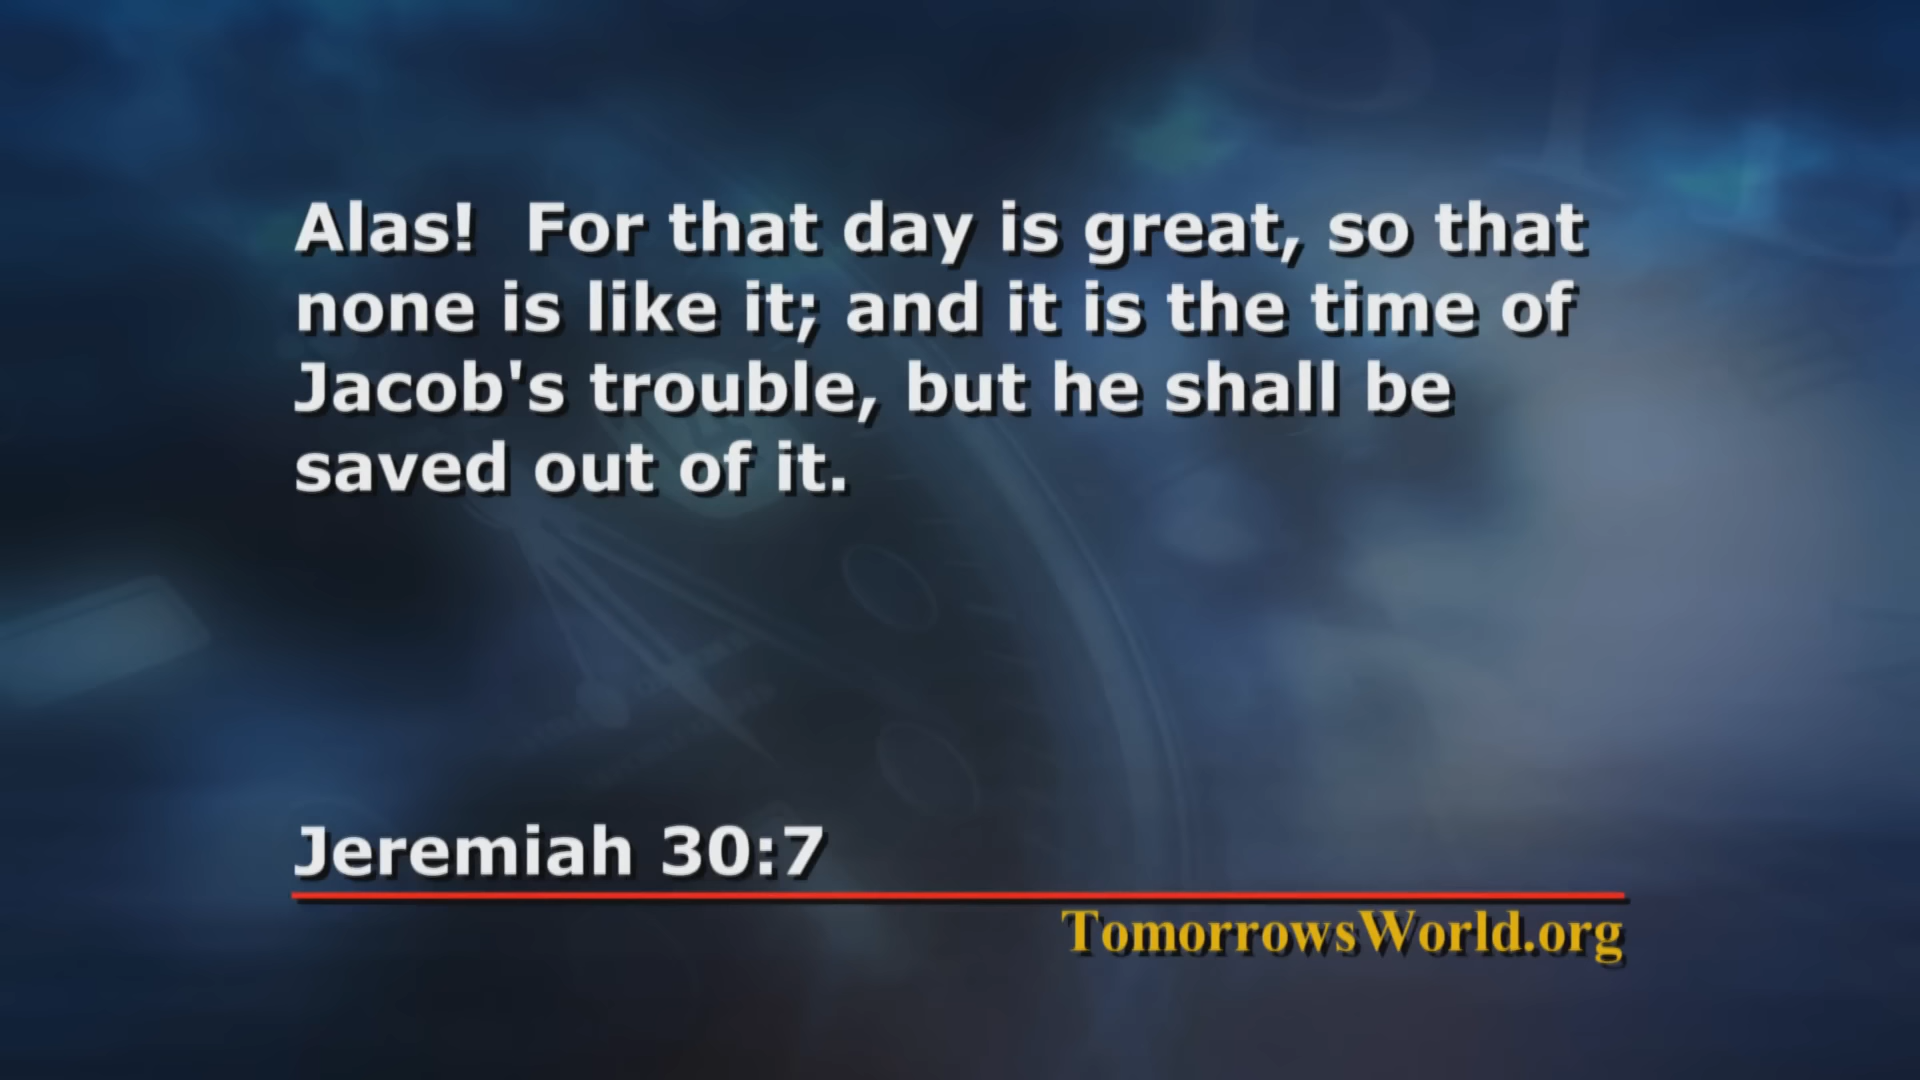 Alas!  For that day is great, so that
none is like it; and it is the time of
Jacob's trouble, but he shall be
saved out of it.
Jeremiah 30:7
TomorrowsWorld.org